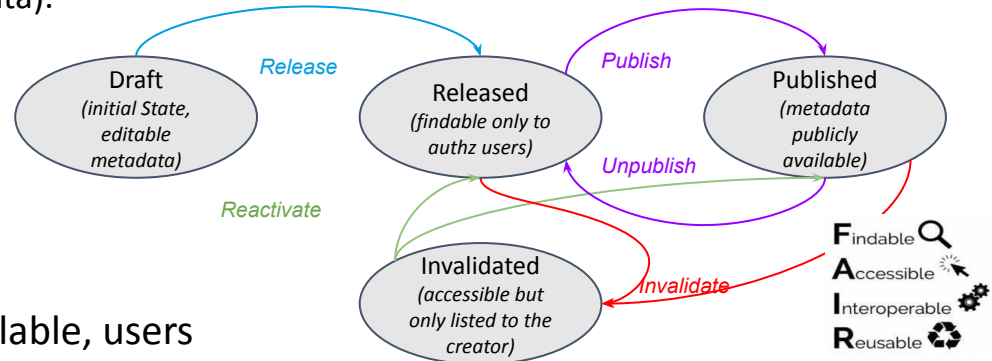 ta).
Release
Publish
Draft
(initial State,
editable
metadata)
Released
(findable only to
authz users)
Published
(metadata
publicly
available)
Unpublish
Reactivate
Invalidated
(accessible but
only listed to the
creator)
Invalidate
Findable
Accessible
Interoperable
Reusable
lable, users